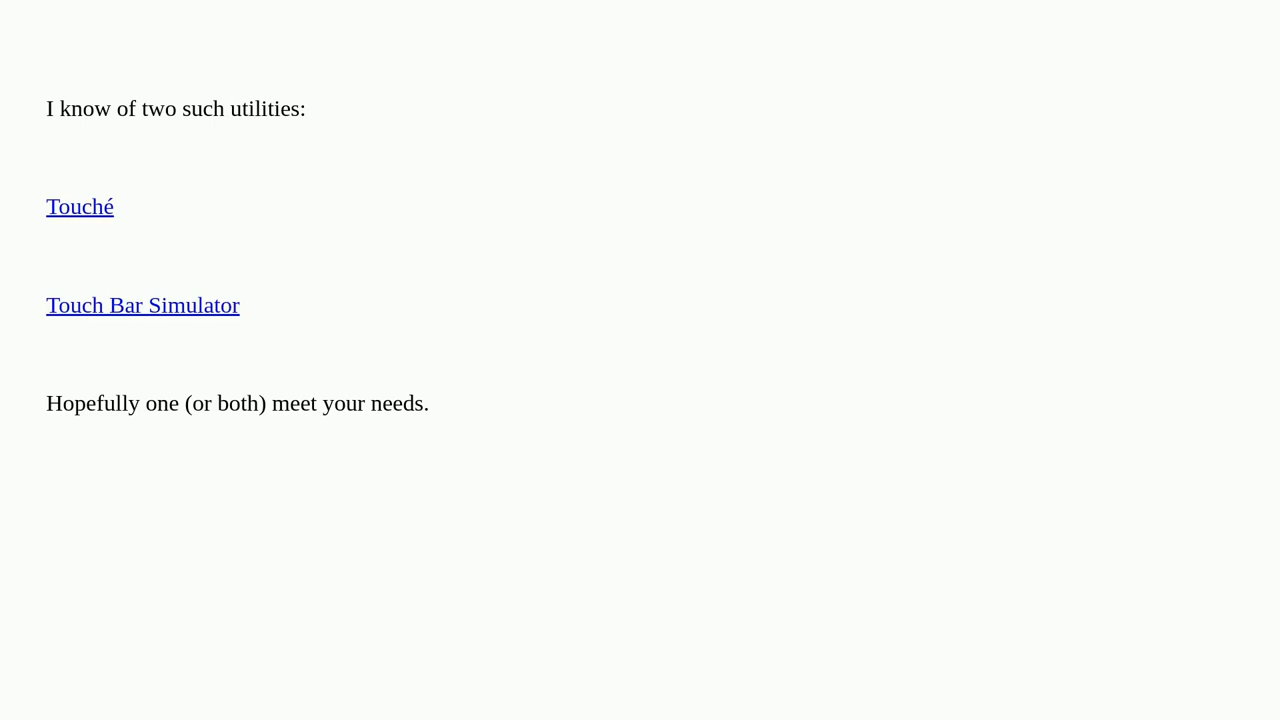 I know of two such utilities:
Touché
Touch Bar Simulator
Hopefully one (or both) meet your needs.